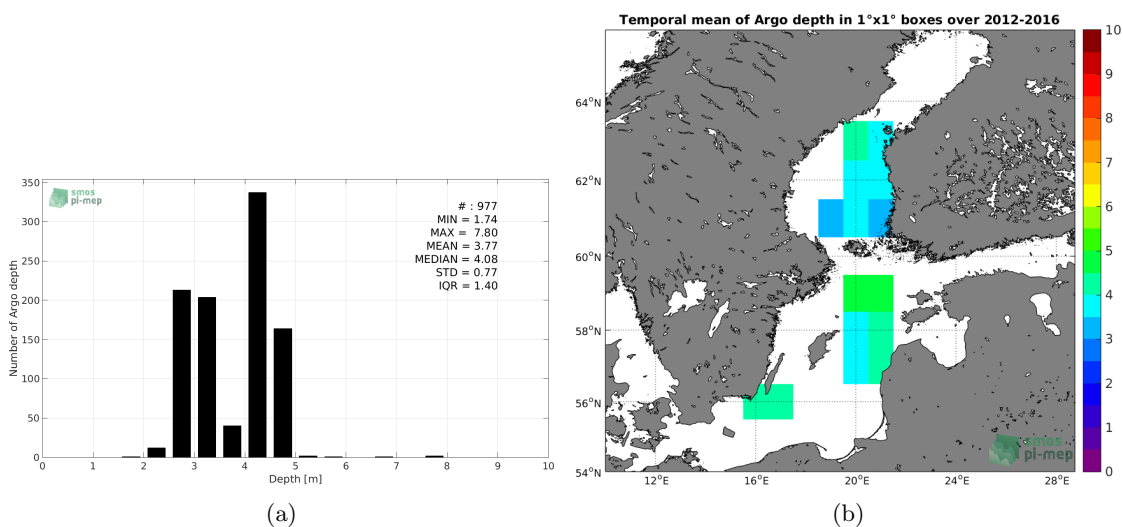 smos
pi-mep
# : 977
MIN = 1.74
MAX = 7.80
MEAN = 3.77
MEDIAN = 4.08
STD = 0.77
IQR = 1.40
Number of Argo depth
350
300
250
200
150
100
50
0
0 1 2 3 4 5 6 7 8 9 10
Depth [m]
(a)
Temporal mean of Argo depth in 1°x1° boxes over 2012-2016
64°N
62°N
60°N
58°N
56°N
54°N
12°E 16°E 20°E 24°E 28°E
smos
pi-mep
10
9
8
7
6
5
4
3
2
1
0
(b)